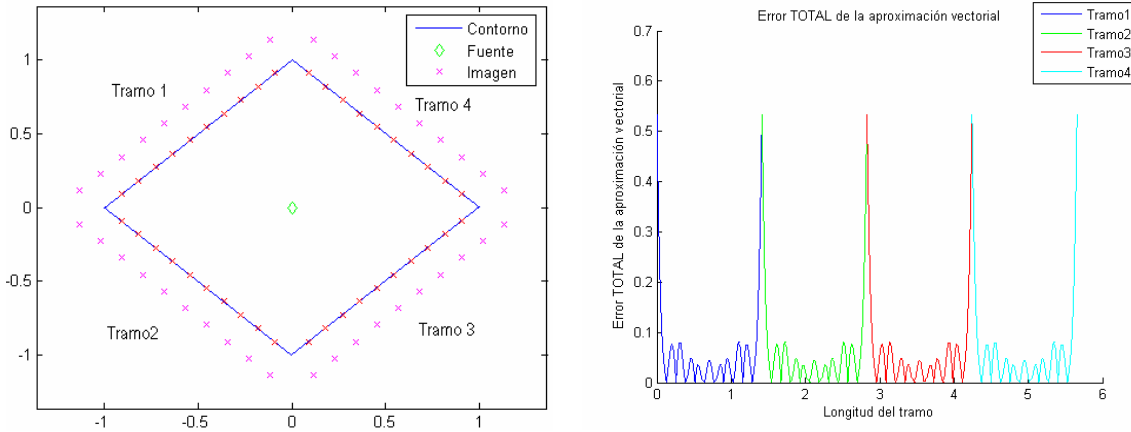 Contorno
Fuente
Imagen
Tramo 1
Tramo 4
Tramo2
Tramo 3
1
0.5
0
-0.5
-1
-1
-0.5
0
0.5
1
Error TOTAL de la aproximación vectorial
Tramo1
Tramo2
Tramo3
Tramo4
Error TOTAL de la aproximación vectorial
0.7
0.6
0.5
0.4
0.3
0.2
0.1
0
0
1
2
3
4
5
6
Longitud del tramo